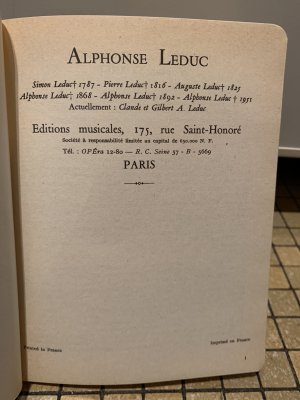 ALPHONSE LEDUC
Simon Leduc† 1787 - Pierre Leduc† 1816 - Auguste Leduc† 1823
Alphonse Leduc† 1868 - Alphonse Leduc† 1892 - Alphonse Leduc† 1951
Actuellement : Claude et Gilbert A. Leduc
Editions musicales, 175, rue Saint-Honoré
Société à responsabilité limitée au capital de 650.000 N. F.
Tél. : OPÉra 12-80 — R. C. Seine 57 - B - 5669
PARIS
Printed in France
Imprimé en France
1